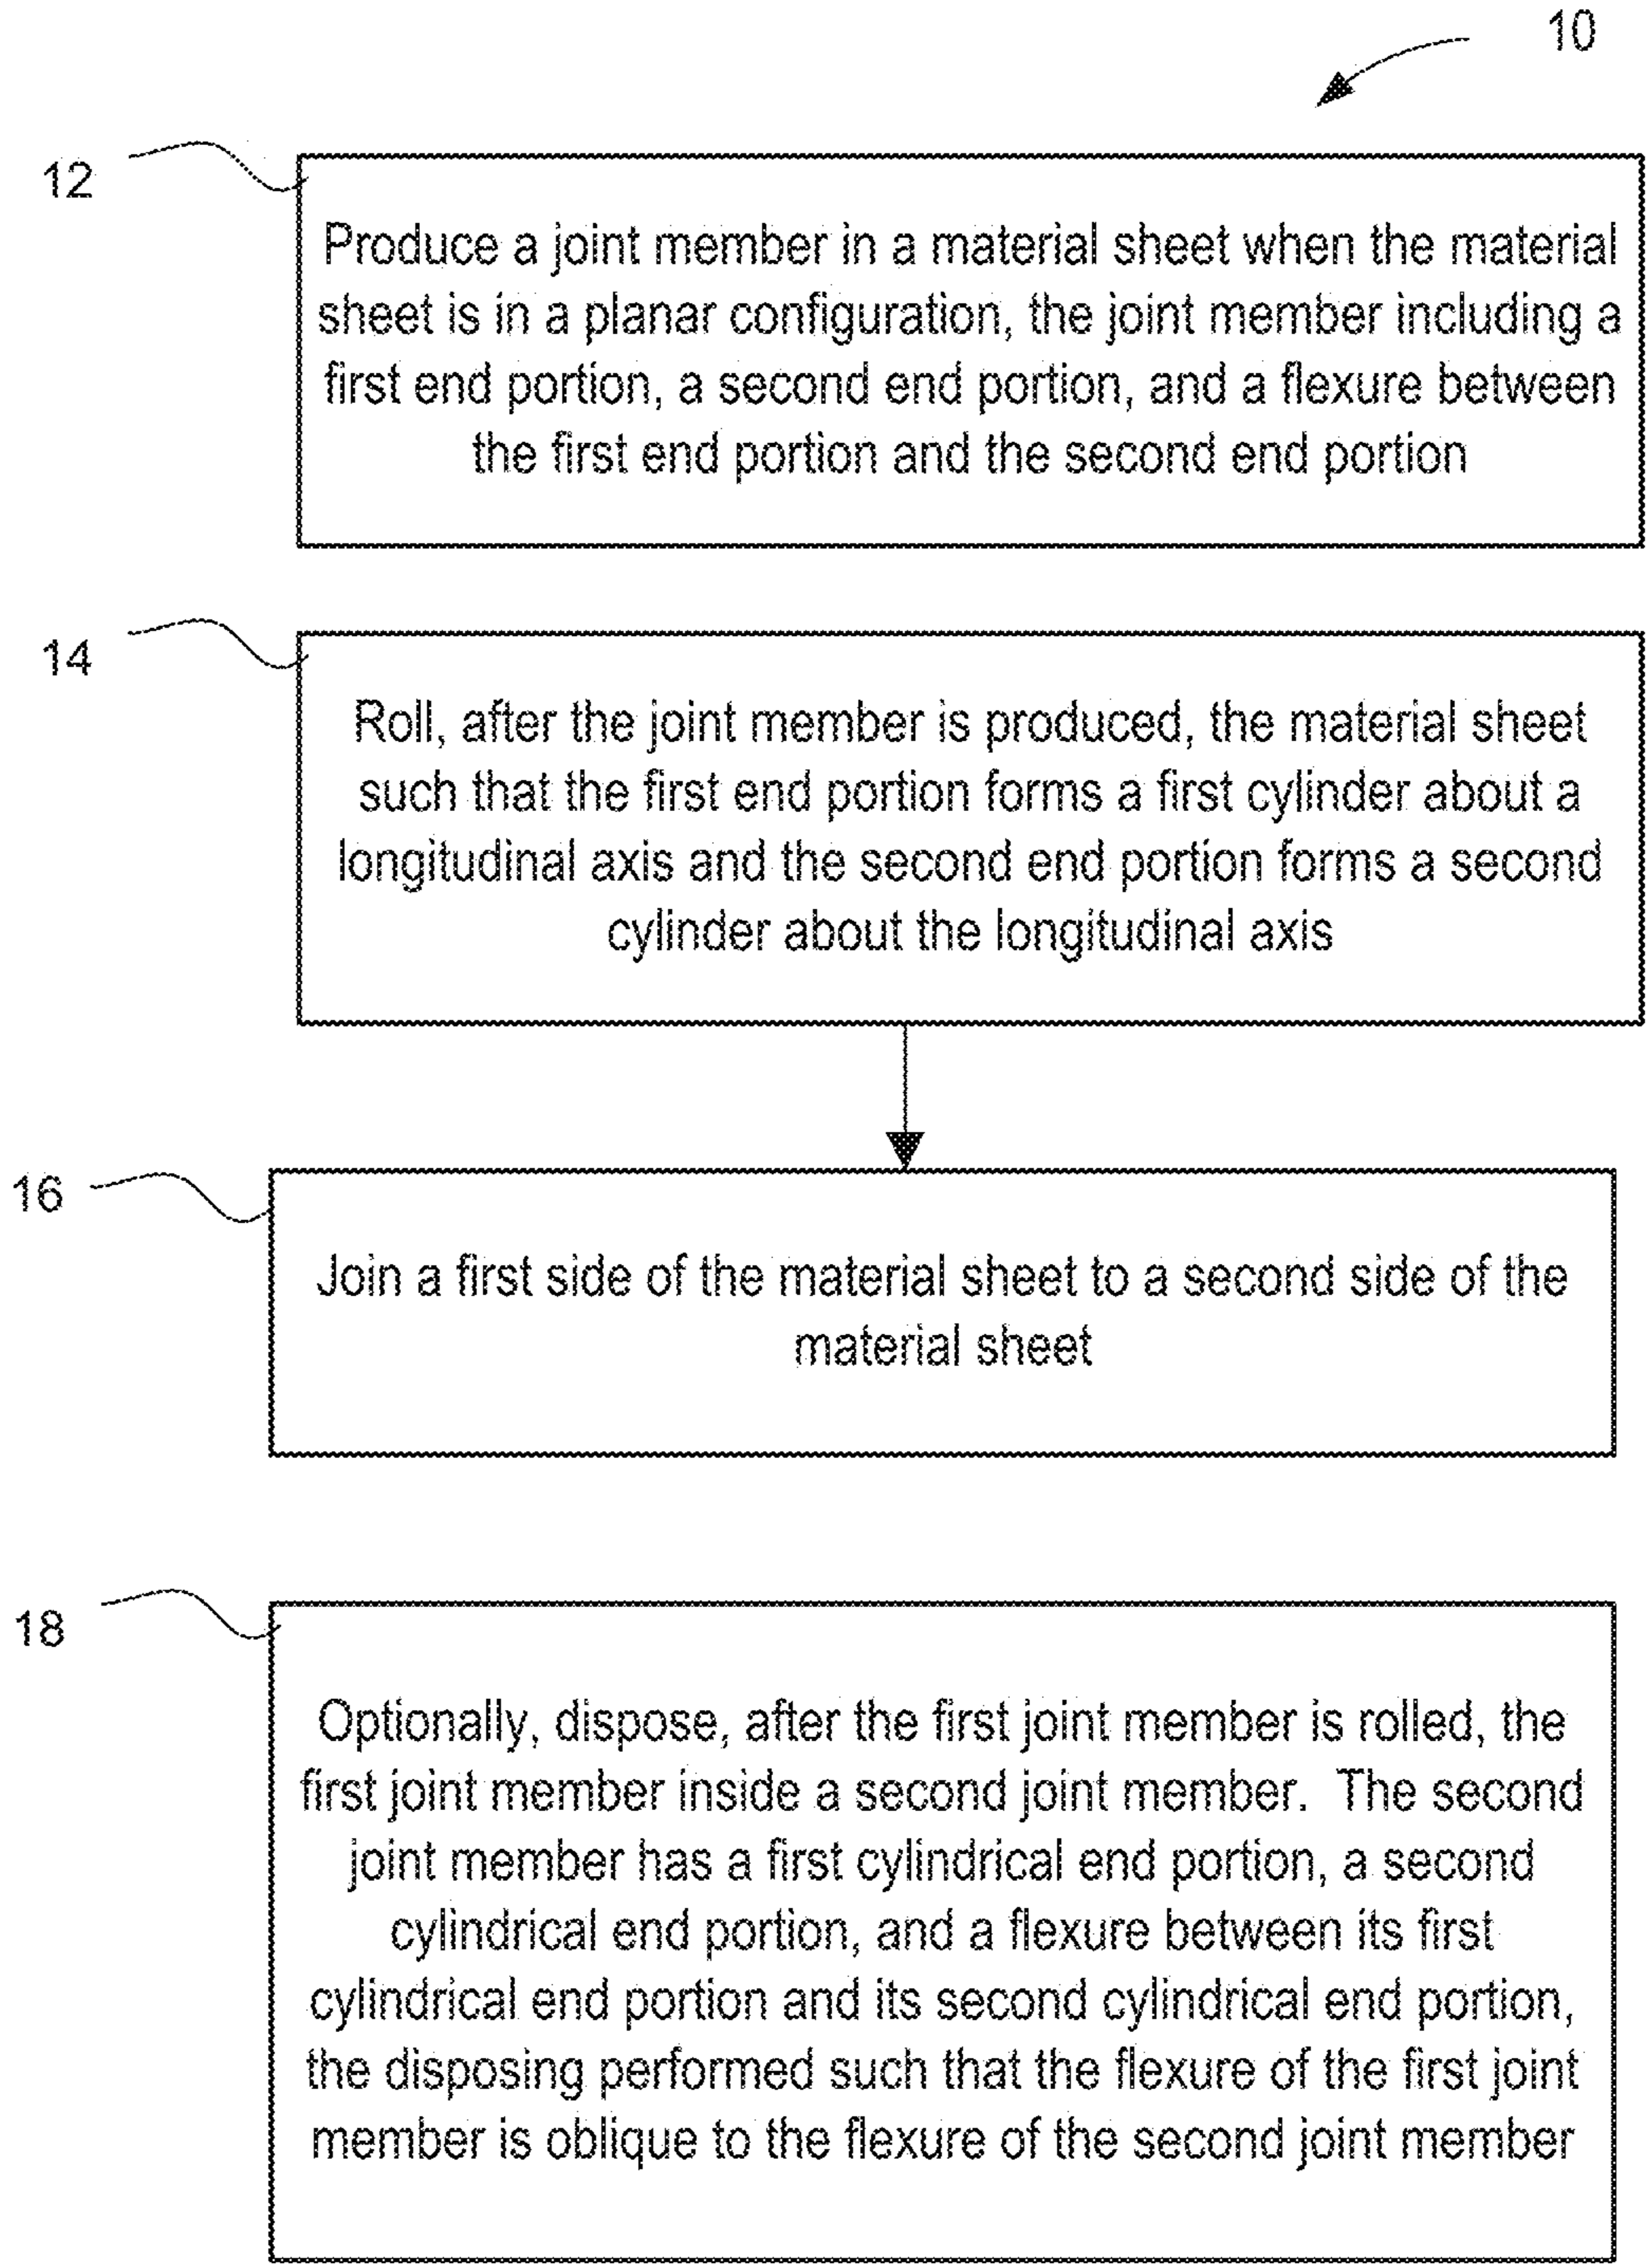 10
12
Produce a joint member in a material sheet when the material
sheet is in a planar configuration, the joint member including a
first end portion, a second end portion, and a flexure between
the first end portion and the second end portion
14
Roll, after the joint member is produced, the material sheet
such that the first end portion forms a first cylinder about a
longitudinal axis and the second end portion forms a second
cylinder about the longitudinal axis
16
Join a first side of the material sheet to a second side of the
material sheet
18
Optionally, dispose, after the first joint member is rolled, the
first joint member inside a second joint member.  The second
joint member has a first cylindrical end portion, a second
cylindrical end portion, and a flexure between its first
cylindrical end portion and its second cylindrical end portion,
the disposing performed such that the flexure of the first joint
member is oblique to the flexure of the second joint member